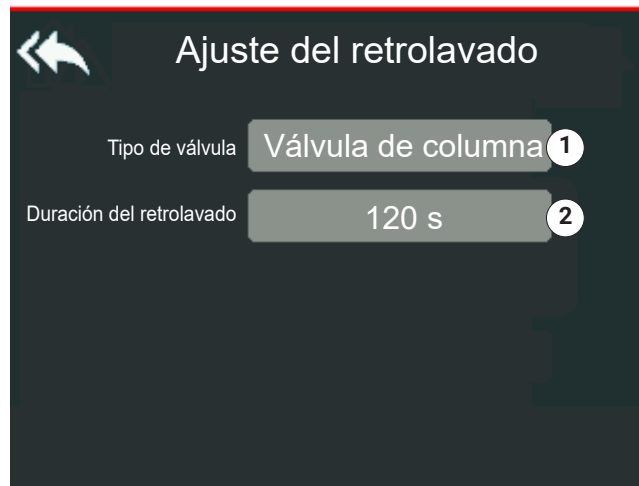 Ajuste del retrolavado
Tipo de válvula Válvula de columna 1
Duración del retrolavado 120 s 2